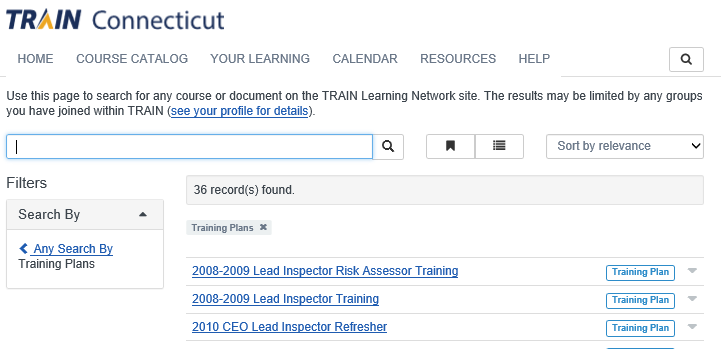 TRAIN Connecticut
HOME COURSE CATALOG YOUR LEARNING CALENDAR RESOURCES HELP
Use this page to search for any course or document on the TRAIN Learning Network site. The results may be limited by any groups
you have joined within TRAIN (see your profile for details).
Sort by relevance
Filters
36 record(s) found.
Search By
Training Plans ✖
Any Search By
Training Plans
2008-2009 Lead Inspector Risk Assessor Training Training Plan
2008-2009 Lead Inspector Training Training Plan
2010 CEO Lead Inspector Refresher Training Plan